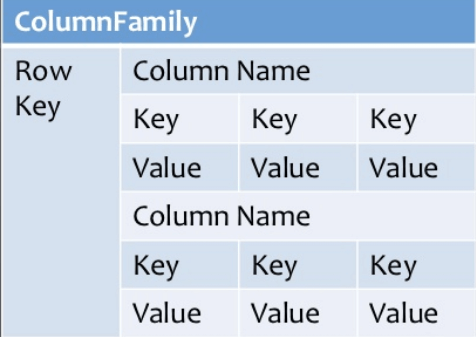 ColumnFamily
Row Key
Column Name
Key Key Key
Value Value Value
Column Name
Key Key Key
Value Value Value